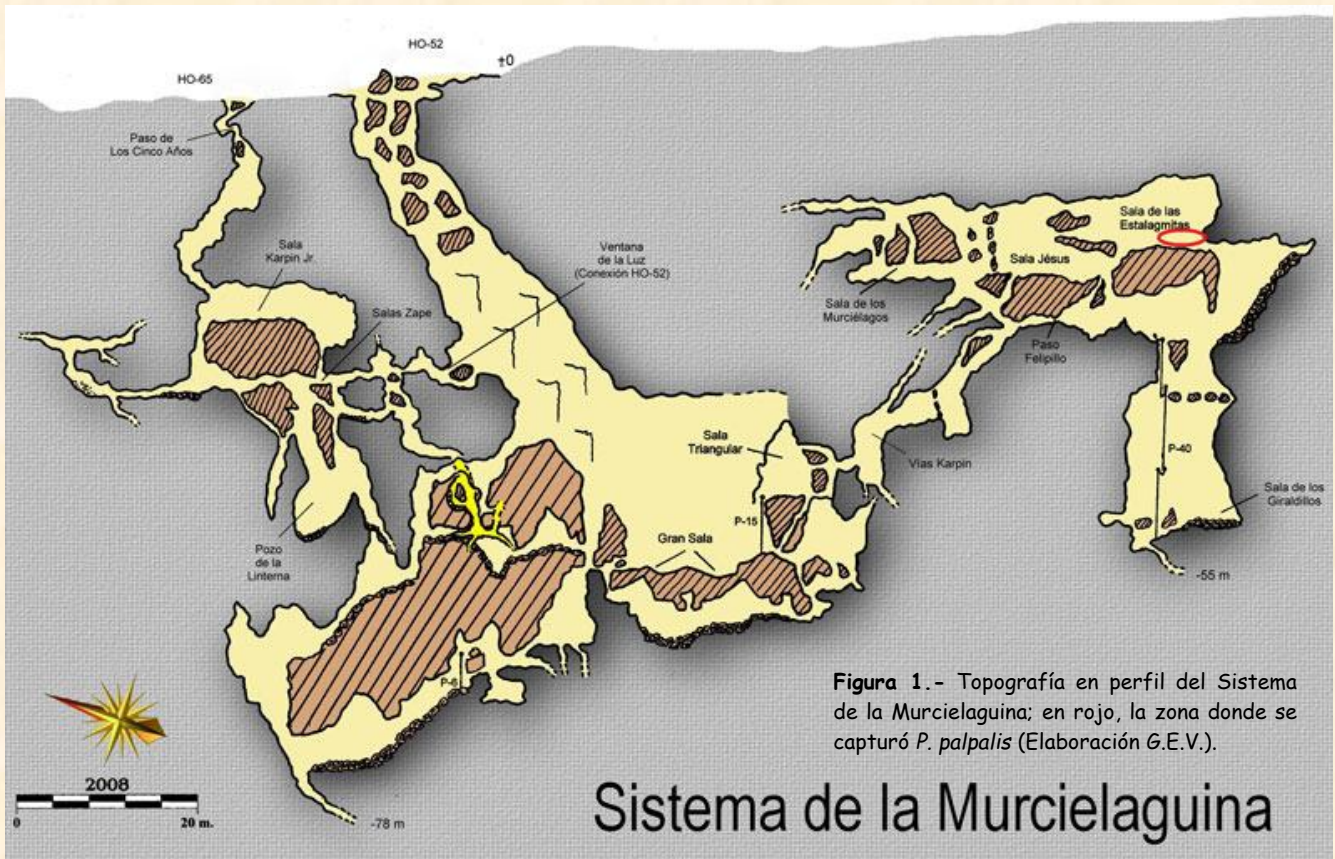 HO-52
±0
HO-65
Paso de
Los Cinco Años
Sala
Karpin Jr.
Salas Zape
Ventana
de la Luz
(Conexión HO-52)
Sala de las
Estalagmitas
Sala Jésus
Sala de los
Murciélagos
Paso
Felipillo
Sala
Triangular
Vías Karpin
P-40
Sala de los
Giraldillos
P-15
Gran Sala
Pozo
de la
Linterna
-55 m
P-6
Figura 1.- Topografía en perfil del Sistema
de la Murcielaguina; en rojo, la zona donde se
capturó P. palpalis (Elaboración G.E.V.).
2008
0 20 m.
-78 m
Sistema de la Murcielaguina